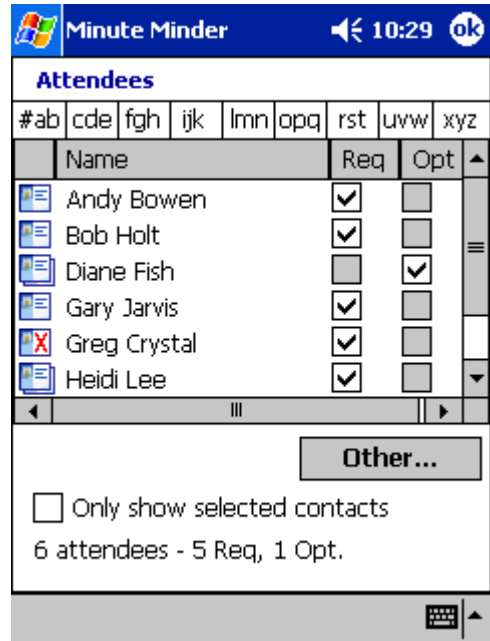 Minute Minder 10:29 ok
Attendees
#ab cde fgh ijk lmn opq rst uvw xyz
Name Req Opt
Andy Bowen
Bob Holt
Diane Fish
Gary Jarvis
Greg Crystal
Heidi Lee
Other...
Only show selected contacts
6 attendees - 5 Req, 1 Opt.